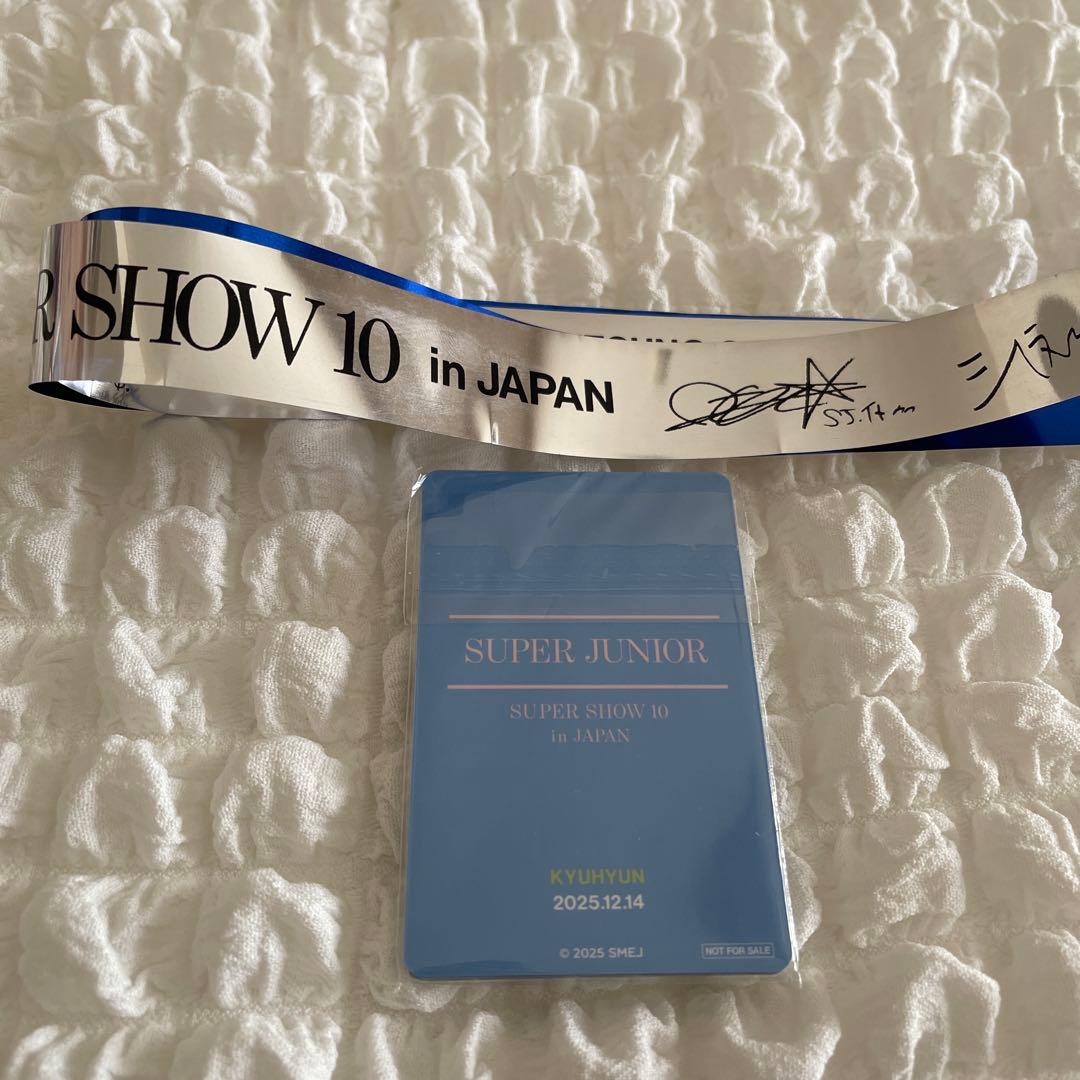 R SHOW 10 in JAPAN
SJ.T
SUPER JUNIOR
SUPER SHOW 10
in JAPAN
KYUHYUN
2025.12.14
© 2025 SMEJ
NOT FOR SALE